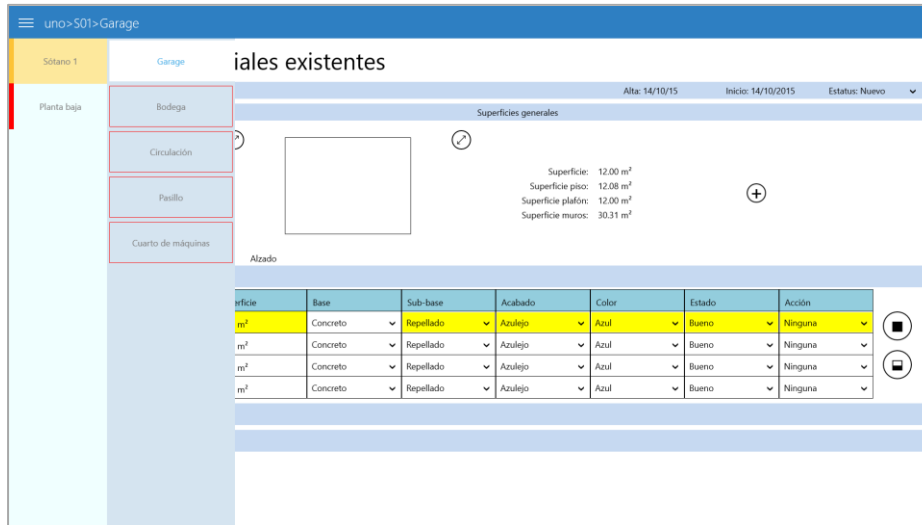 uno>S01>Garage
Sótano 1
Garage
iales existentes
Planta baja
Bodega
Alta: 14/10/15 Inicio: 14/10/2015 Estatus: Nuevo
Superficies generales
Circulación
Superficie: 12.00 m²
Superficie piso: 12.08 m²
Superficie plafón: 12.00 m²
Superficie muros: 30.31 m²
Pasillo
Cuarto de máquinas
Alzado
erficie Base Sub-base Acabado Color Estado Acción
m² Concreto Repellado Azulejo Azul Bueno Ninguna
m² Concreto Repellado Azulejo Azul Bueno Ninguna
m² Concreto Repellado Azulejo Azul Bueno Ninguna
m² Concreto Repellado Azulejo Azul Bueno Ninguna